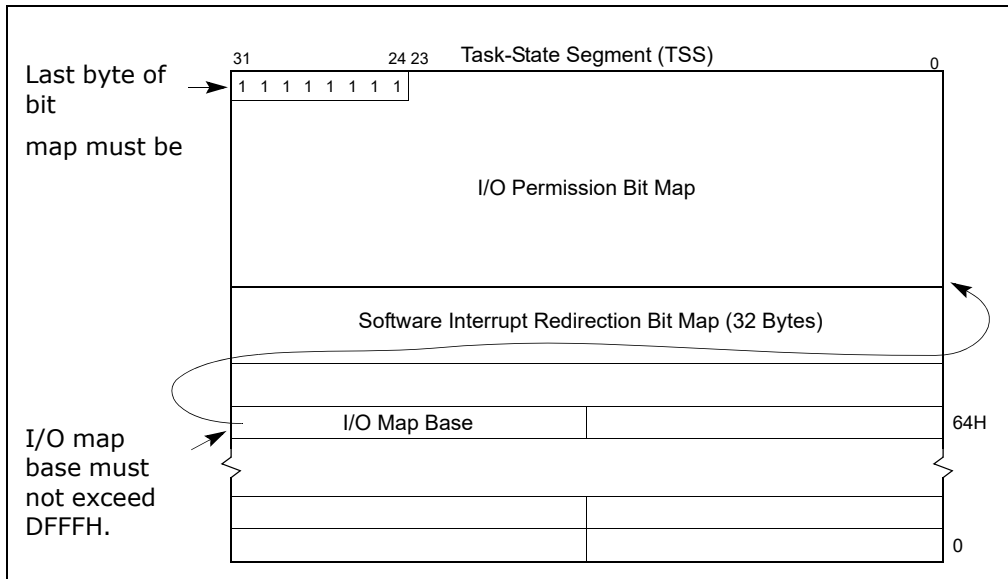 31
24 23
Task-State Segment (TSS)
0
Last byte of
bit
map must be
1 1 1 1 1 1 1 1
I/O Permission Bit Map
Software Interrupt Redirection Bit Map (32 Bytes)
I/O map
base must
not exceed
DFFFH.
I/O Map Base
64H
0